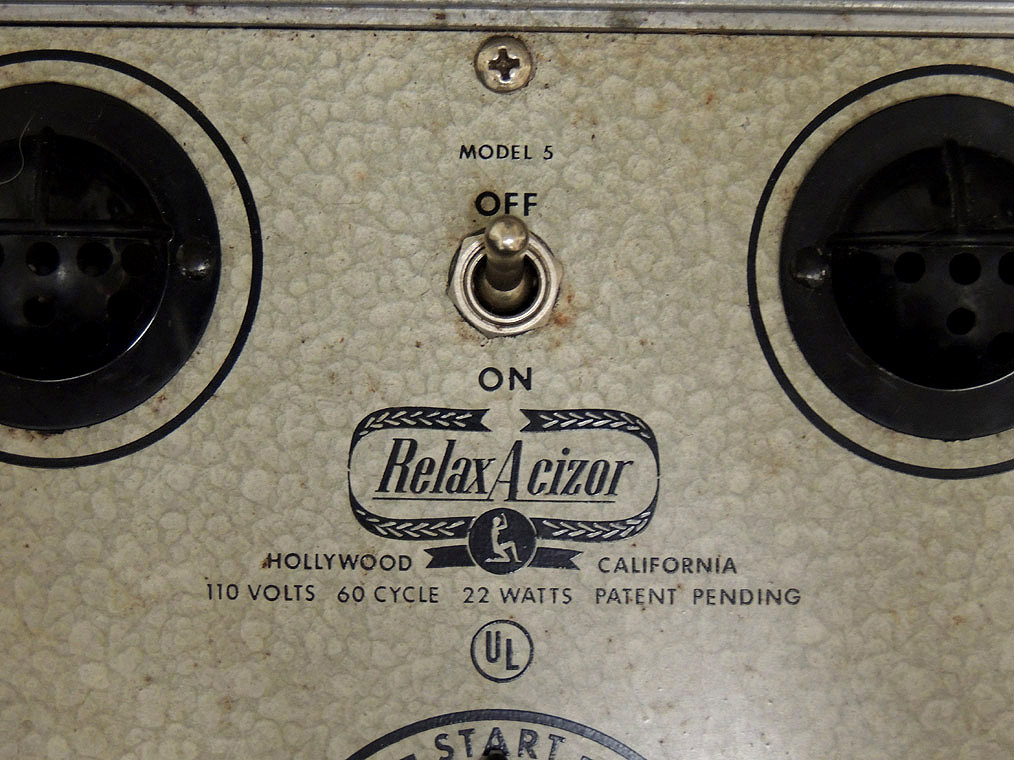 MODEL 5
OFF
ON
RelaxAcizor
HOLLYWOOD CALIFORNIA
110 VOLTS 60 CYCLE 22 WATTS PATENT PENDING
UL
START